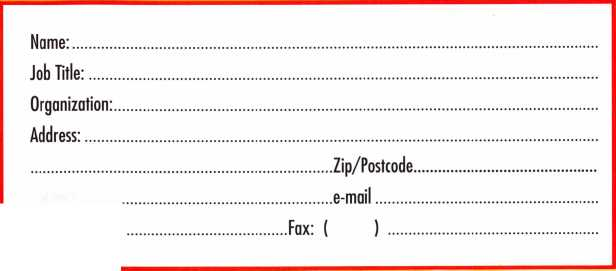 Name:
Job Title:
Organization:
Address:
Zip/Postcode
e-mail
Fax: ( )